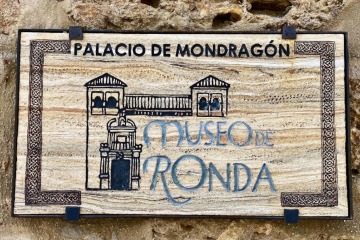 PALACIO DE MONDRAGÓN
MUSEO DE
RONDA